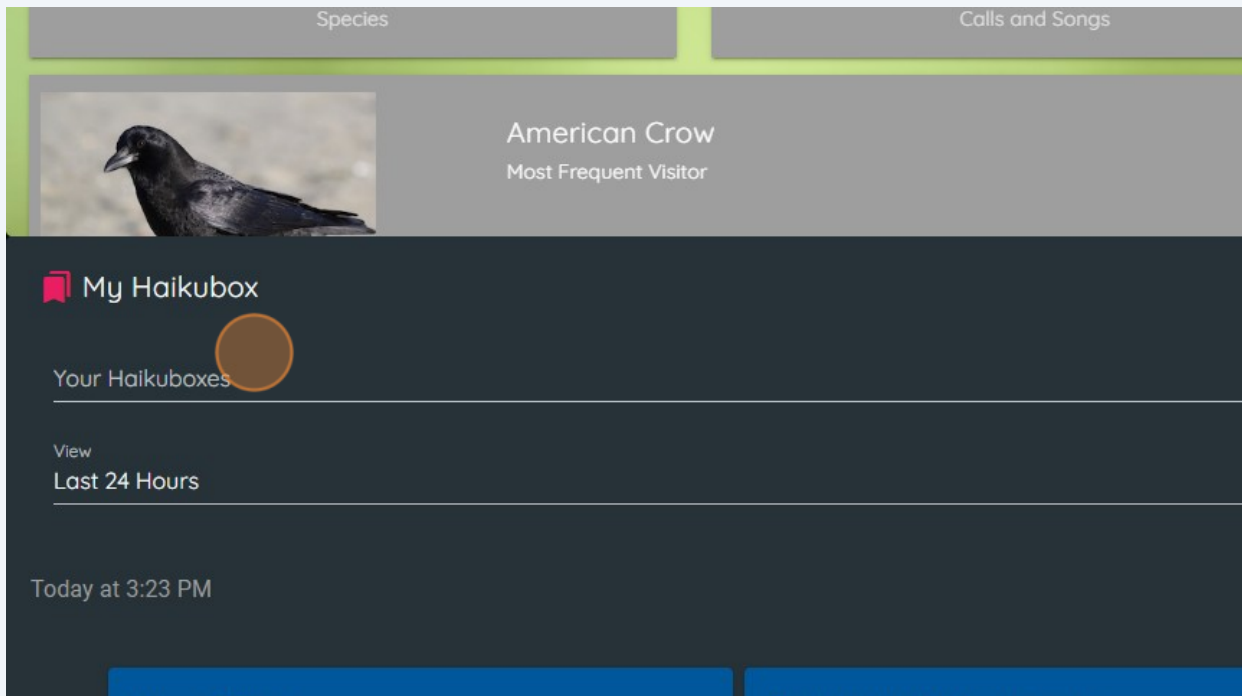 Species
Calls and Songs
American Crow
Most Frequent Visitor
My Haikubox
Your Haikuboxes
View
Last 24 Hours
Today at 3:23 PM